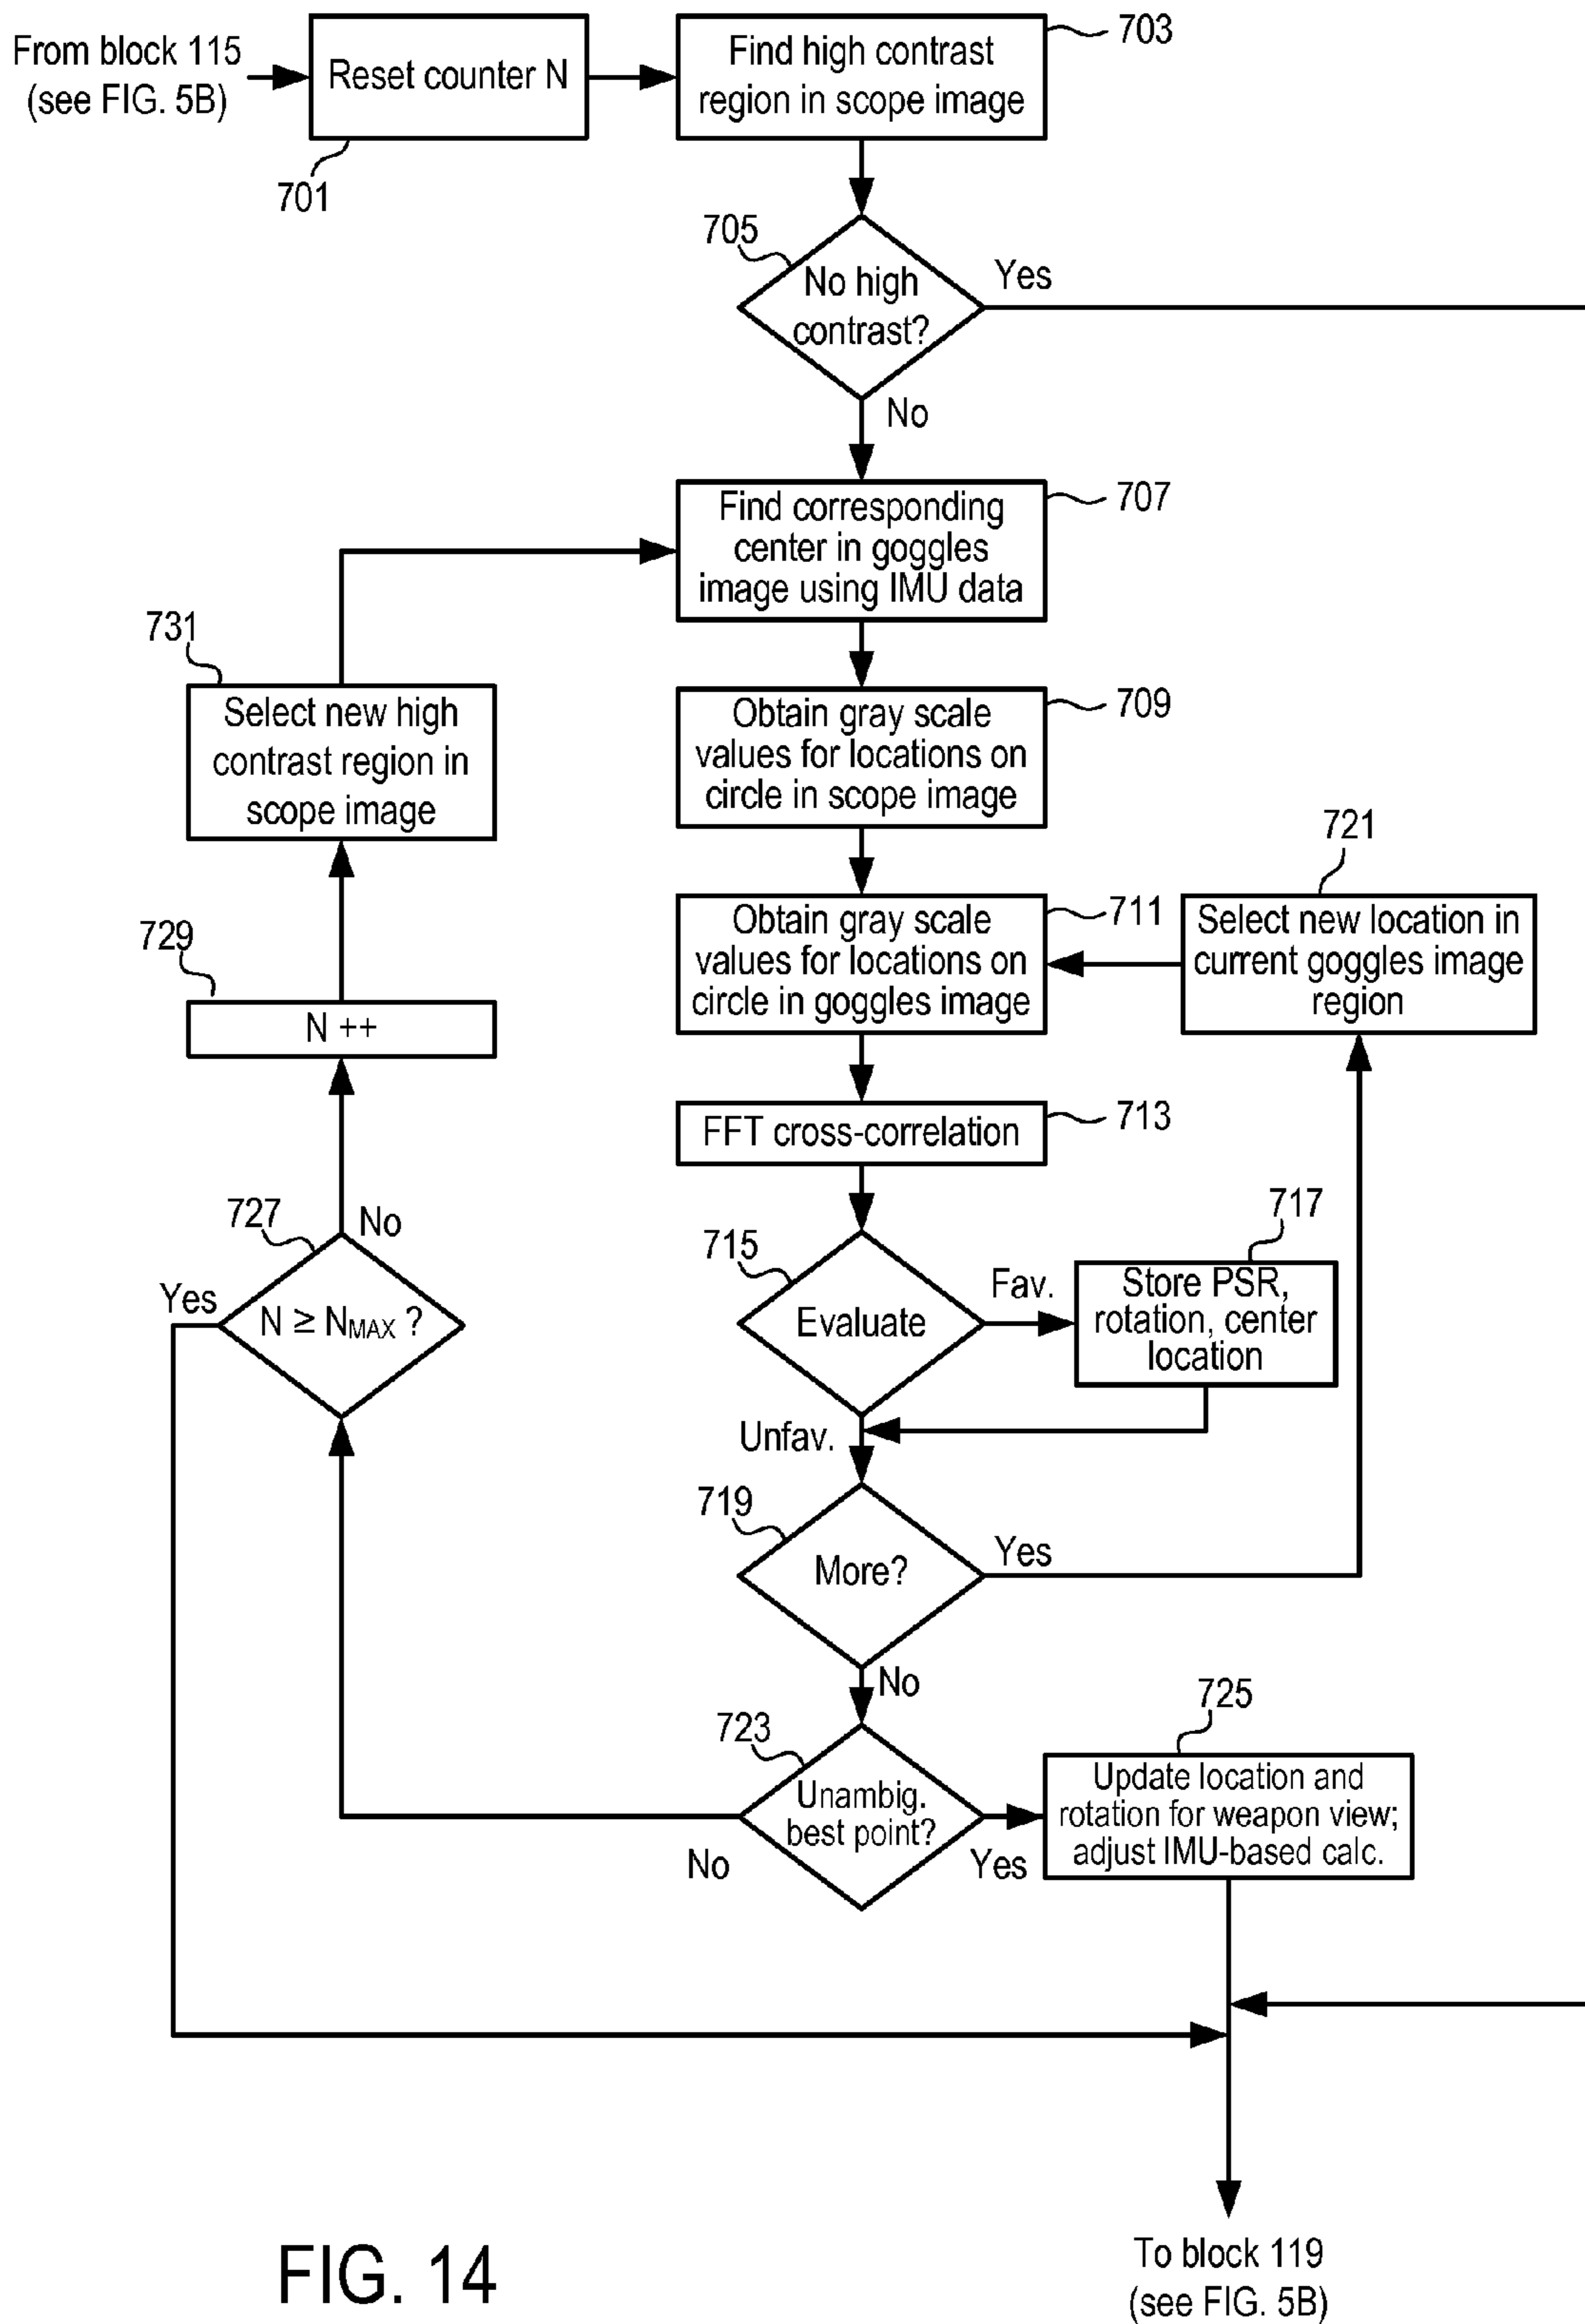 From block 115
(see FIG. 5B)
Reset counter N
701
Find high contrast
region in scope image
703
705
No high
contrast?
Yes
No
Find corresponding
center in goggles
image using IMU data
707
731
Select new high
contrast region in
scope image
Obtain gray scale
values for locations on
circle in scope image
709
721
Obtain gray scale
values for locations on
circle in goggles image
711
Select new location in
current goggles image
region
729
N ++
FFT cross-correlation
713
727
No
Yes
N ≥ NMAX ?
715
Evaluate
Fav.
717
Store PSR,
rotation, center
location
Unfav.
719
More?
Yes
No
723
Unambig.
best point?
No
Yes
725
Update location and
rotation for weapon view;
adjust IMU-based calc.
To block 119
(see FIG. 5B)
FIG. 14